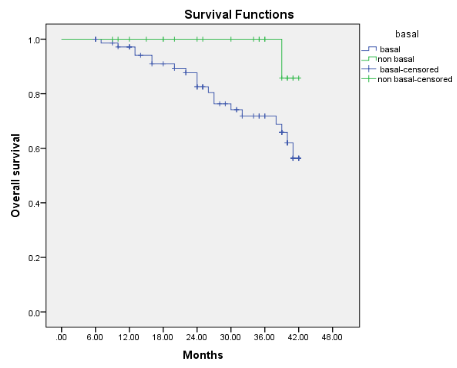 Survival Functions
basal
basal
non basal
basal-censored
non basal-censored
Overall survival
1.0
0.8
0.6
0.4
0.2
0.0
.00 6.00 12.00 18.00 24.00 30.00 36.00 42.00 48.00
Months